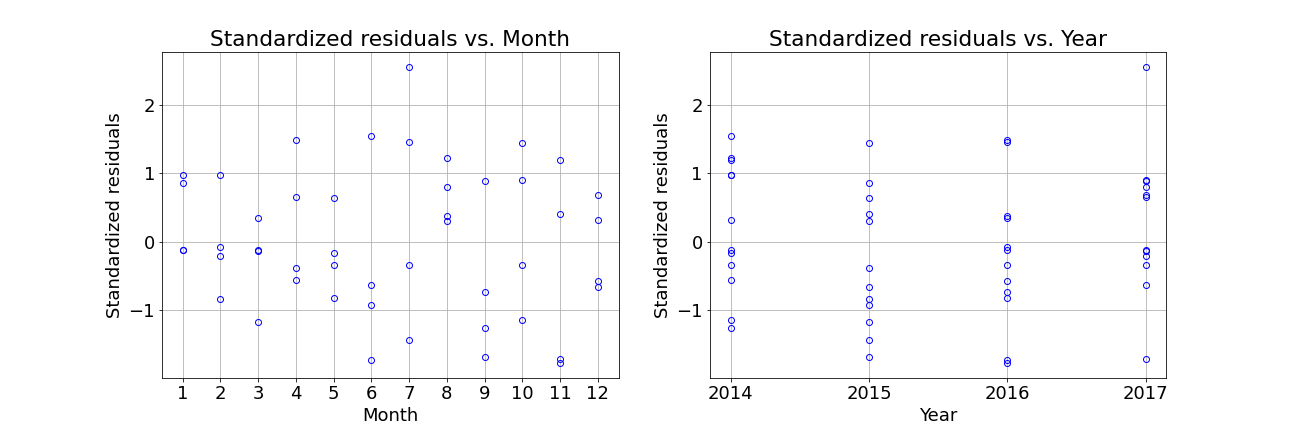 Standardized residuals vs. Month
Standardized residuals
2
1
0
−1
1 2 3 4 5 6 7 8 9 10 11 12
Month
Standardized residuals vs. Year
Standardized residuals
2
1
0
−1
2014 2015 2016 2017
Year